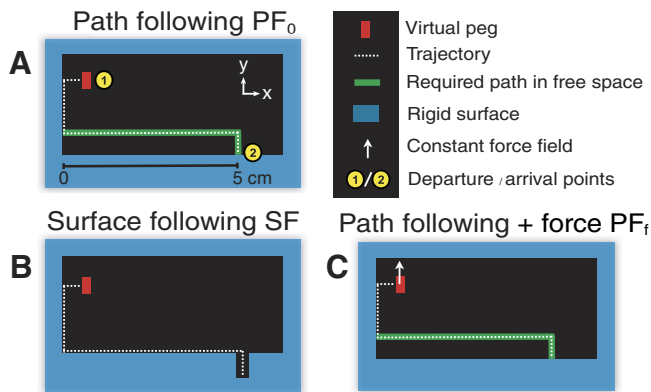 Path following PF₀
A
1
y
x
2
0
5 cm
Virtual peg
Trajectory
Required path in free space
Rigid surface
Constant force field
1/2 Departure / arrival points
Surface following SF
B
Path following + force PFf
C